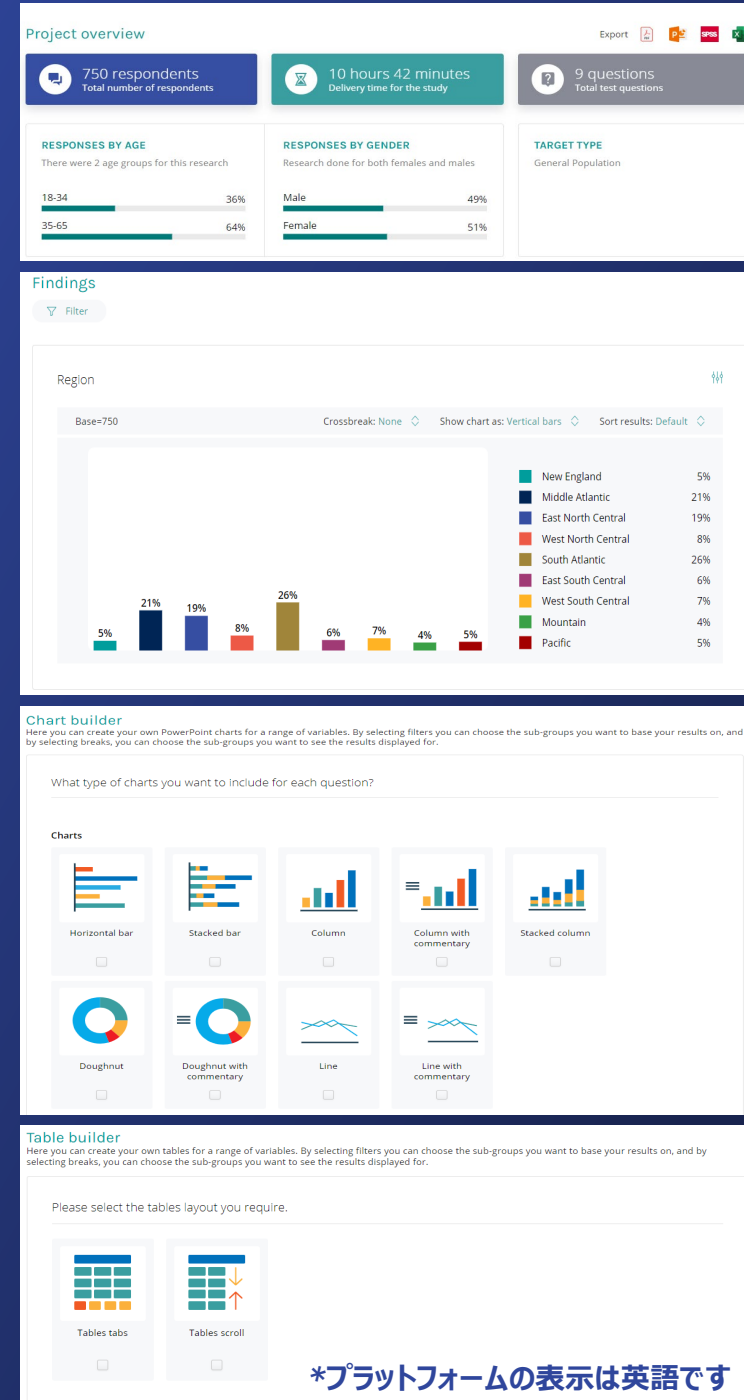 Project overview
Export
SPSS
750 respondents
Total number of respondents
10 hours 42 minutes
Delivery time for the study
9 questions
Total test questions
RESPONSES BY AGE
There were 2 age groups for this research
18-34 36%
35-65 64%
RESPONSES BY GENDER
Research done for both females and males
Male 49%
Female 51%
TARGET TYPE
General Population
Findings
Filter
Region
Base=750 Crossbreak: None Show chart as: Vertical bars Sort results: Default
5% 21% 19% 8% 26% 6% 7% 4% 5%
New England 5%
Middle Atlantic 21%
East North Central 19%
West North Central 8%
South Atlantic 26%
East South Central 6%
West South Central 7%
Mountain 4%
Pacific 5%
Chart builder
Here you can create your own PowerPoint charts for a range of variables. By selecting filters you can choose the sub-groups you want to base your results on, and
by selecting breaks, you can choose the sub-groups you want to see the results displayed for.
What type of charts you want to include for each question?
Charts
Horizontal bar
Stacked bar
Column
Column with
commentary
Stacked column
Doughnut
Doughnut with
commentary
Line
Line with
commentary
Table builder
Here you can create your own tables for a range of variables. By selecting filters you can choose the sub-groups you want to base your results on, and by
selecting breaks, you can choose the sub-groups you want to see the results displayed for.
Please select the tables layout you require.
Tables tabs
Tables scroll
*プラットフォームの表示は英語です